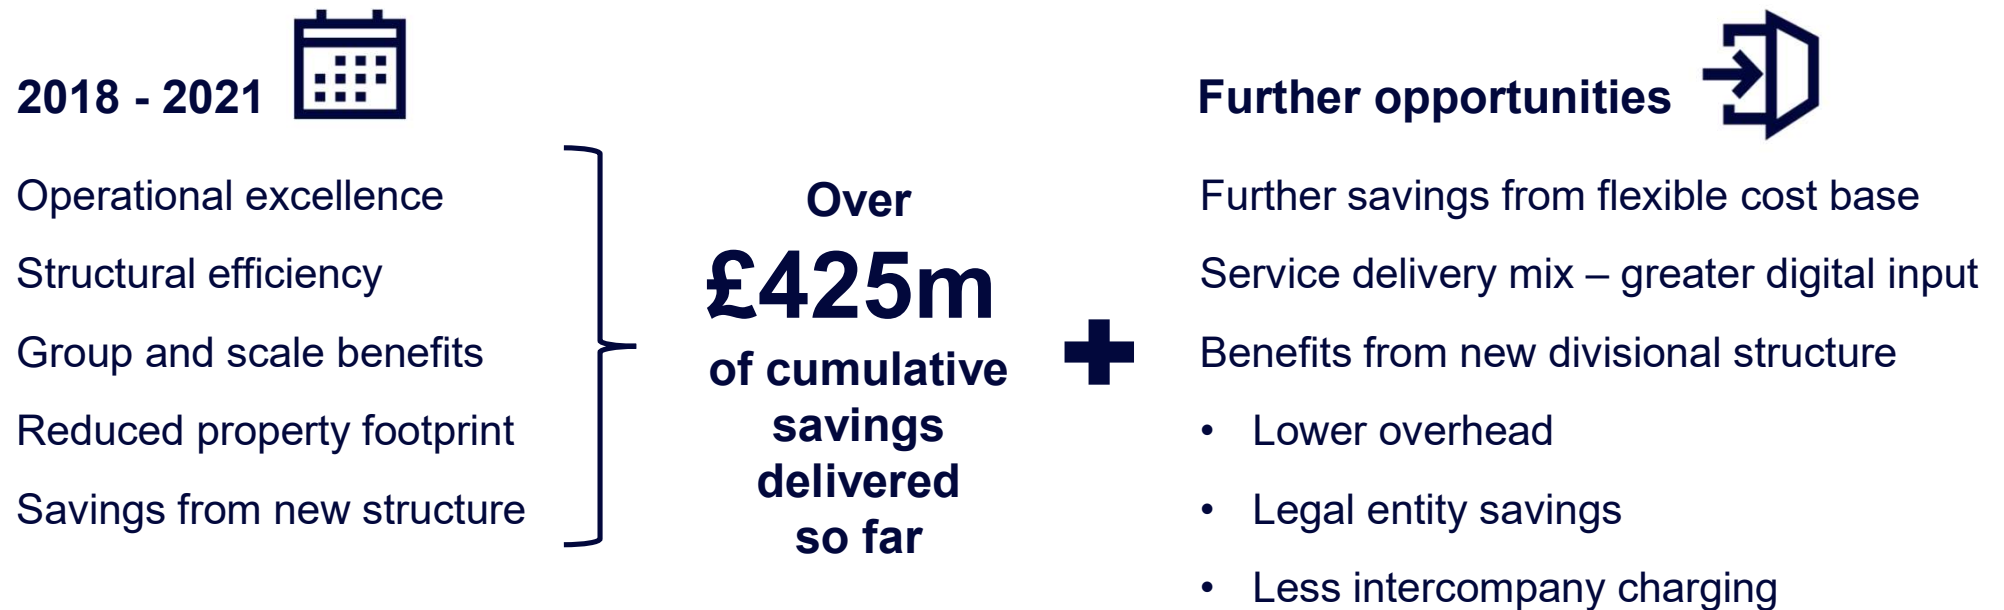 2018 - 2021
Operational excellence
Structural efficiency
Group and scale benefits
Reduced property footprint
Savings from new structure
Over
£425m
of cumulative
savings
delivered
so far
Further opportunities
Further savings from flexible cost base
Service delivery mix – greater digital input
Benefits from new divisional structure
• Lower overhead
• Legal entity savings
• Less intercompany charging